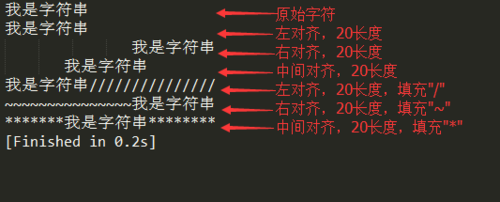 我是字符串 原始字符
我是字符串 左对齐，20长度
我是字符串 右对齐，20长度
我是字符串 中间对齐，20长度
我是字符串/////////////// 左对齐，20长度，填充"/"
~~~~~~~~~~~~~~~我是字符串 右对齐，20长度，填充"~"
*******我是字符串******** 中间对齐，20长度，填充"*"
[Finished in 0.2s]